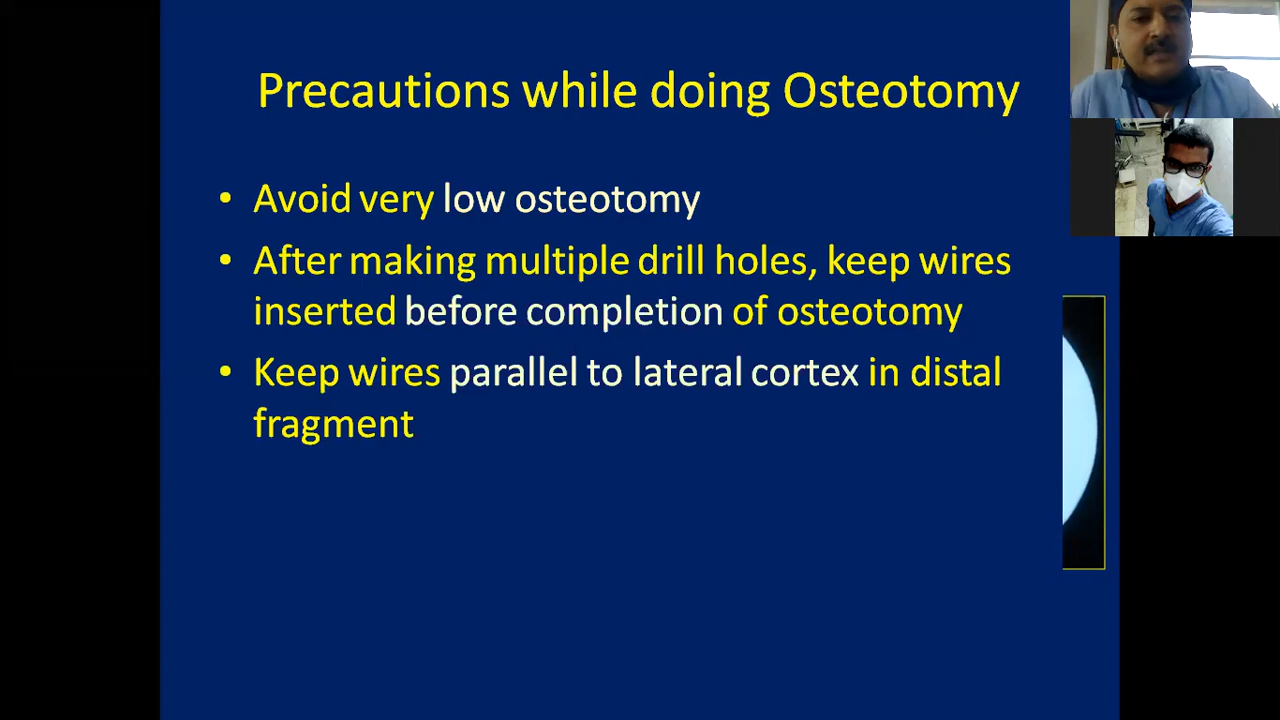 Precautions while doing Osteotomy
• Avoid very low osteotomy
• After making multiple drill holes, keep wires
inserted before completion of osteotomy
• Keep wires parallel to lateral cortex in distal
fragment